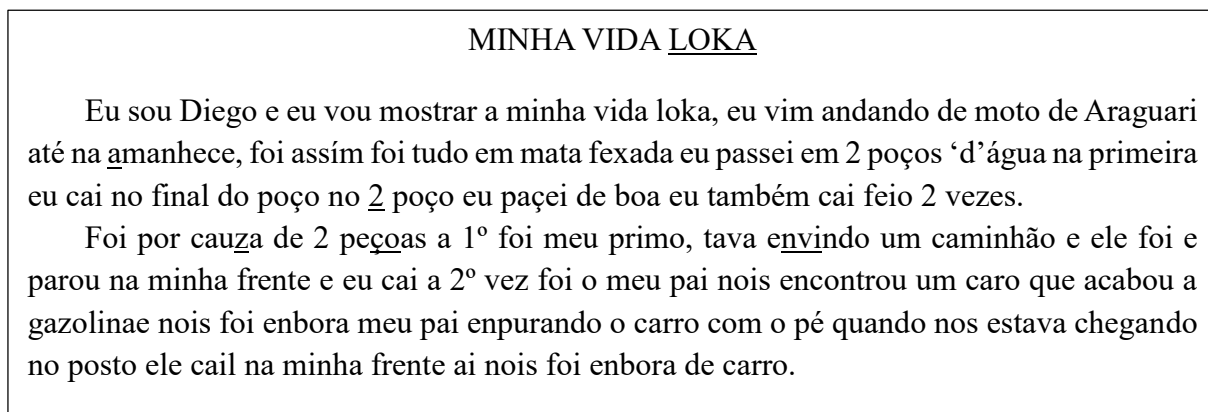 MINHA VIDA LOKA
Eu sou Diego e eu vou mostrar a minha vida loka, eu vim andando de moto de Araguari
até na amanhece, foi assím foi tudo em mata fexada eu passei em 2 poços ‘d’água na primeira
eu cai no final do poço no 2 poço eu paçei de boa eu também cai feio 2 vezes.
Foi por cauza de 2 peçoas a 1º foi meu primo, tava envindo um caminhão e ele foi e
parou na minha frente e eu cai a 2º vez foi o meu pai nois encontrou um caro que acabou a
gazolinae nois foi enbora meu pai enpurando o carro com o pé quando nos estava chegando
no posto ele cail na minha frente ai nois foi enbora de carro.